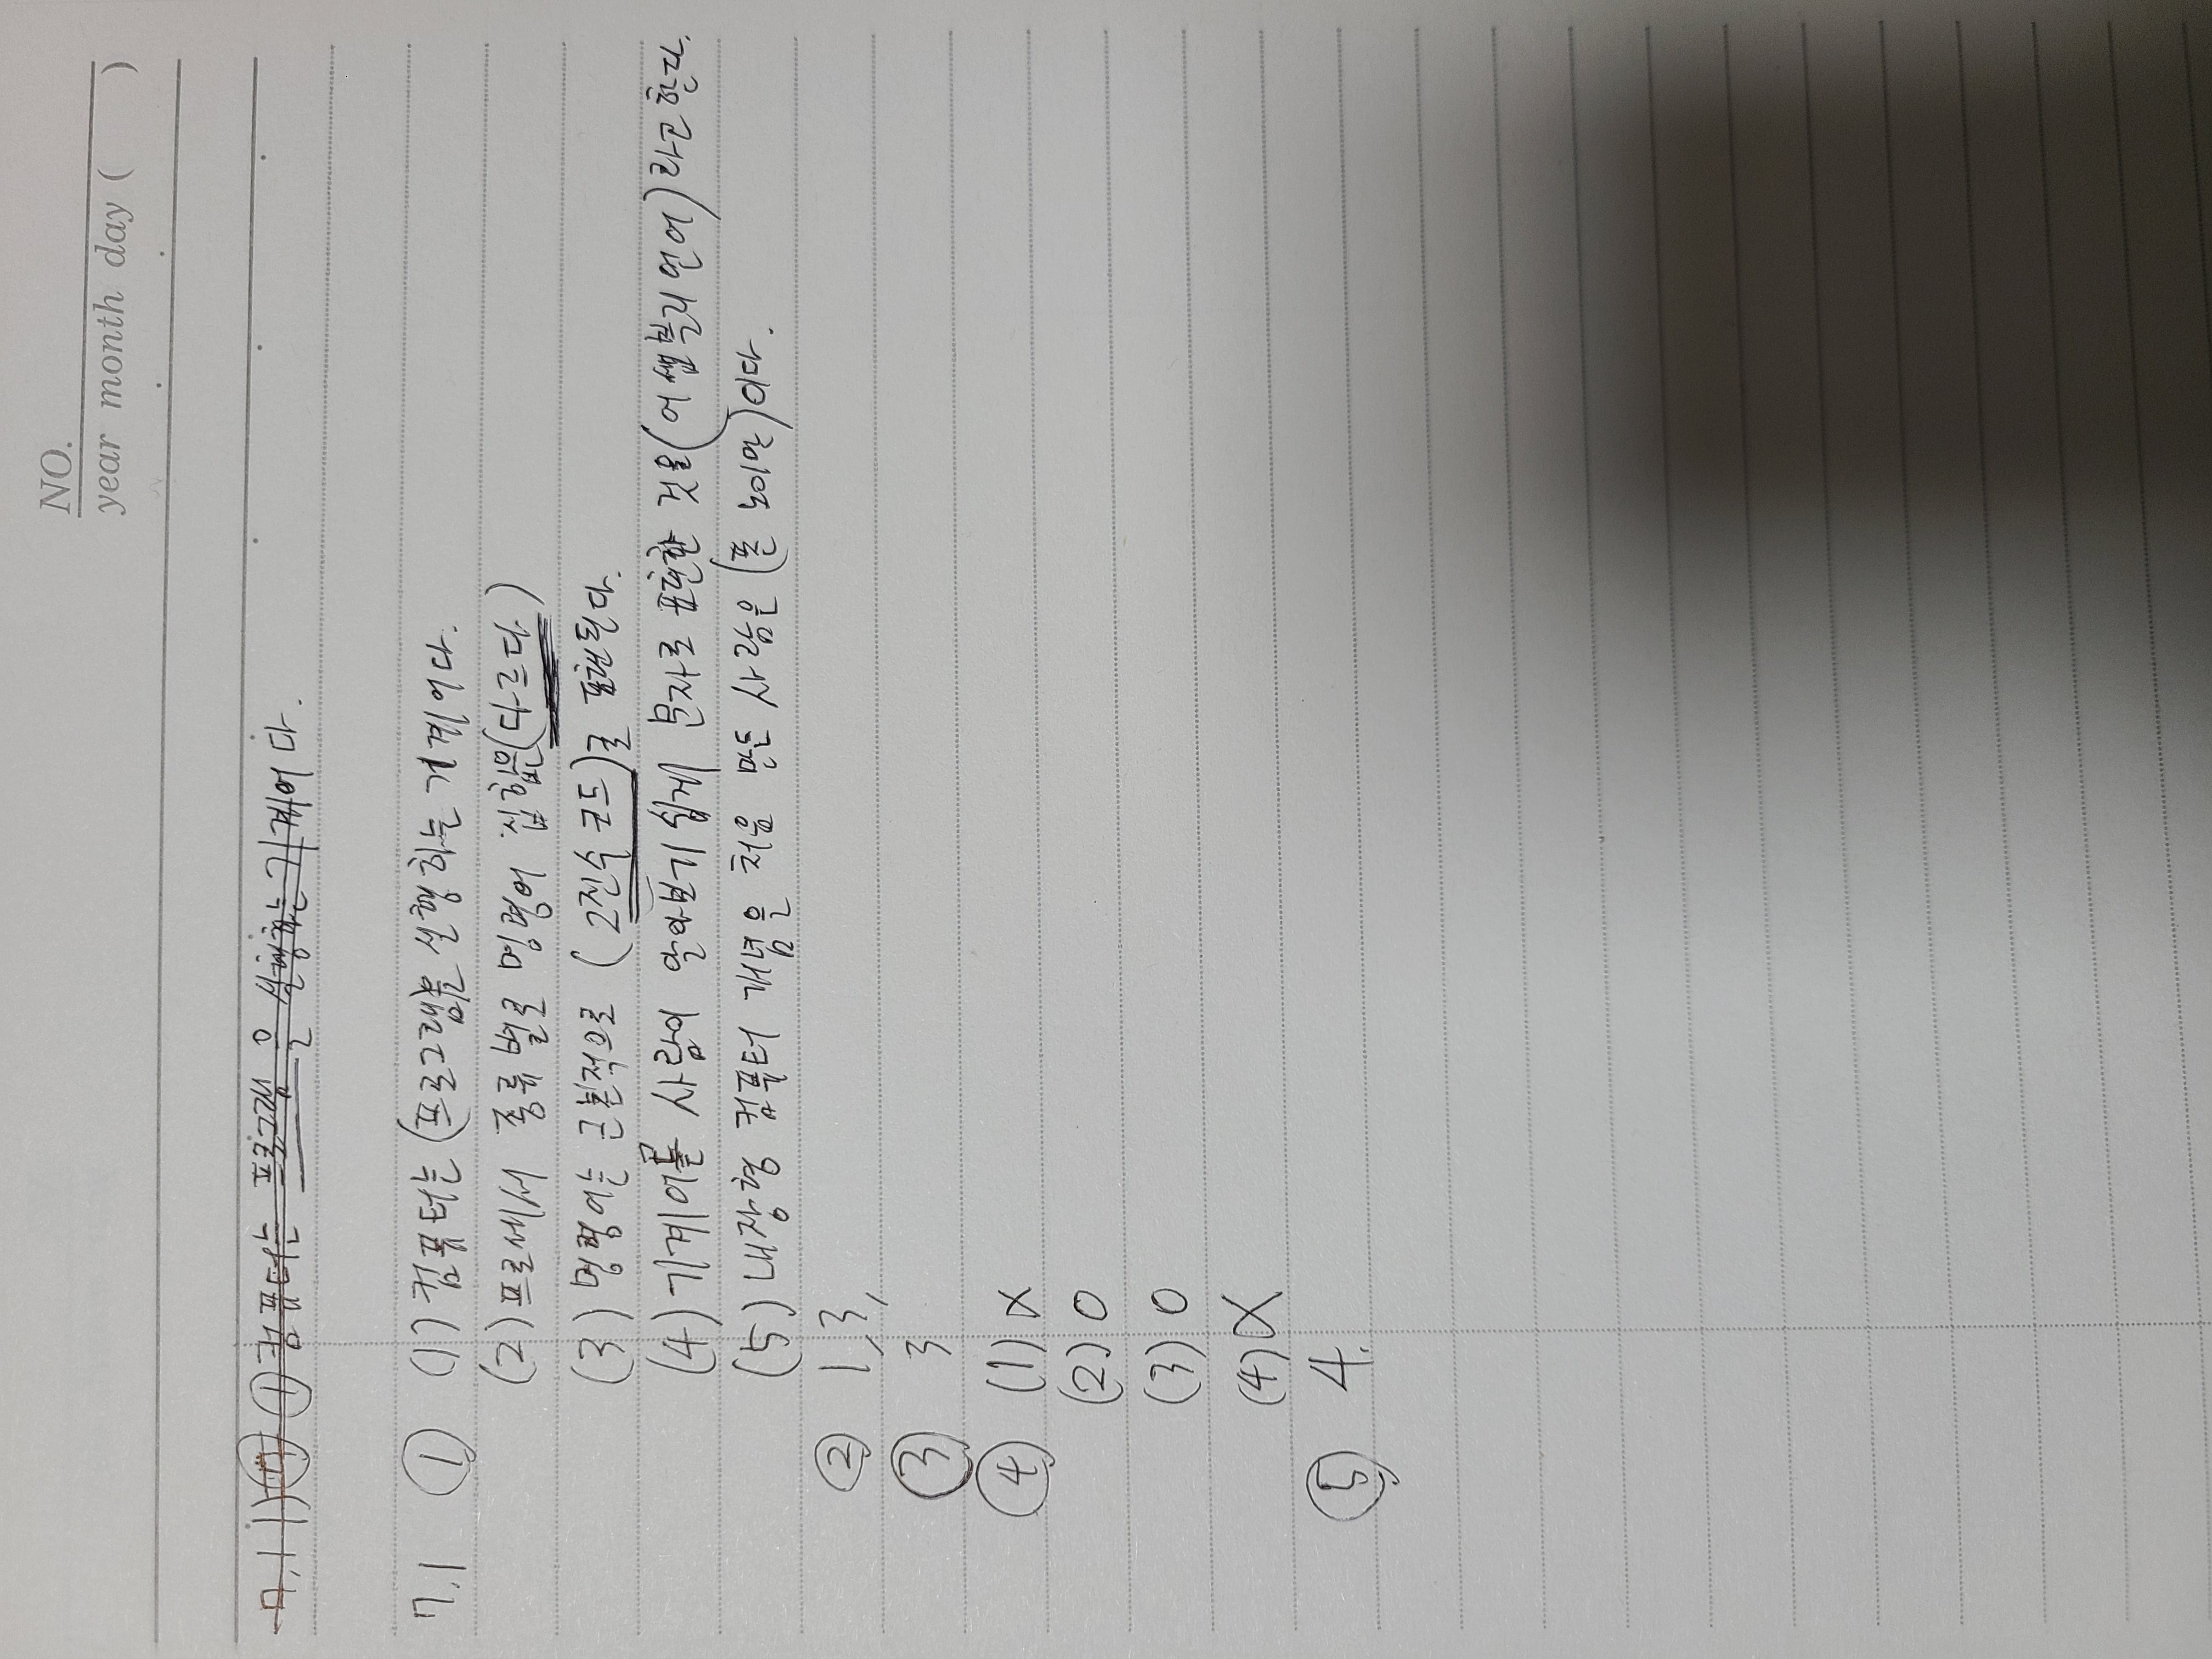 NO.
year month day ( )
7.1 1) ① 컴퓨터는 프로그램을 실행하는 기계이다.
7.1 ① (1) 컴퓨터는 (프로그램)을 실행하는 기계이다.
(2) 프로세서 종류별로 명령어 집합은 (다르다)
(3) 명령어는 근본적으로 (2진수 코드)로 표현된다.
(4) 기계어를 사람이 알아보기 쉽게 문자로 표현한 것을 (어셈블리 언어)라고 한다.
(5) 내장형 컴퓨터 개념을 처음 만든 사람은 (폰 노이만)이다.
② 1, 3,
③ 3
④ (1) X
(2) O
(3) O
(4) X
⑤ 4.